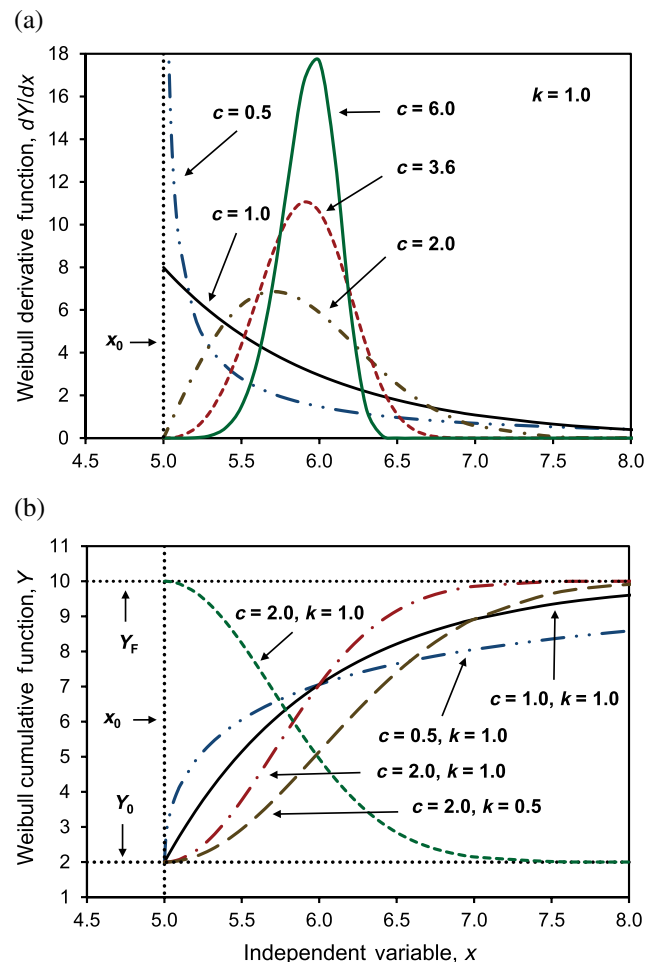 (a)
Weibull derivative function, dY/dx
18
16
14
12
10
8
6
4
2
0
c = 0.5
c = 6.0
k = 1.0
c = 3.6
c = 1.0
c = 2.0
x₀
4.5 5.0 5.5 6.0 6.5 7.0 7.5 8.0
(b)
Weibull cumulative function, Y
11
10
9
8
7
6
5
4
3
2
1
c = 2.0, k = 1.0
Y_F
x₀
c = 1.0, k = 1.0
c = 0.5, k = 1.0
c = 2.0, k = 1.0
Y₀
c = 2.0, k = 0.5
4.5 5.0 5.5 6.0 6.5 7.0 7.5 8.0
Independent variable, x